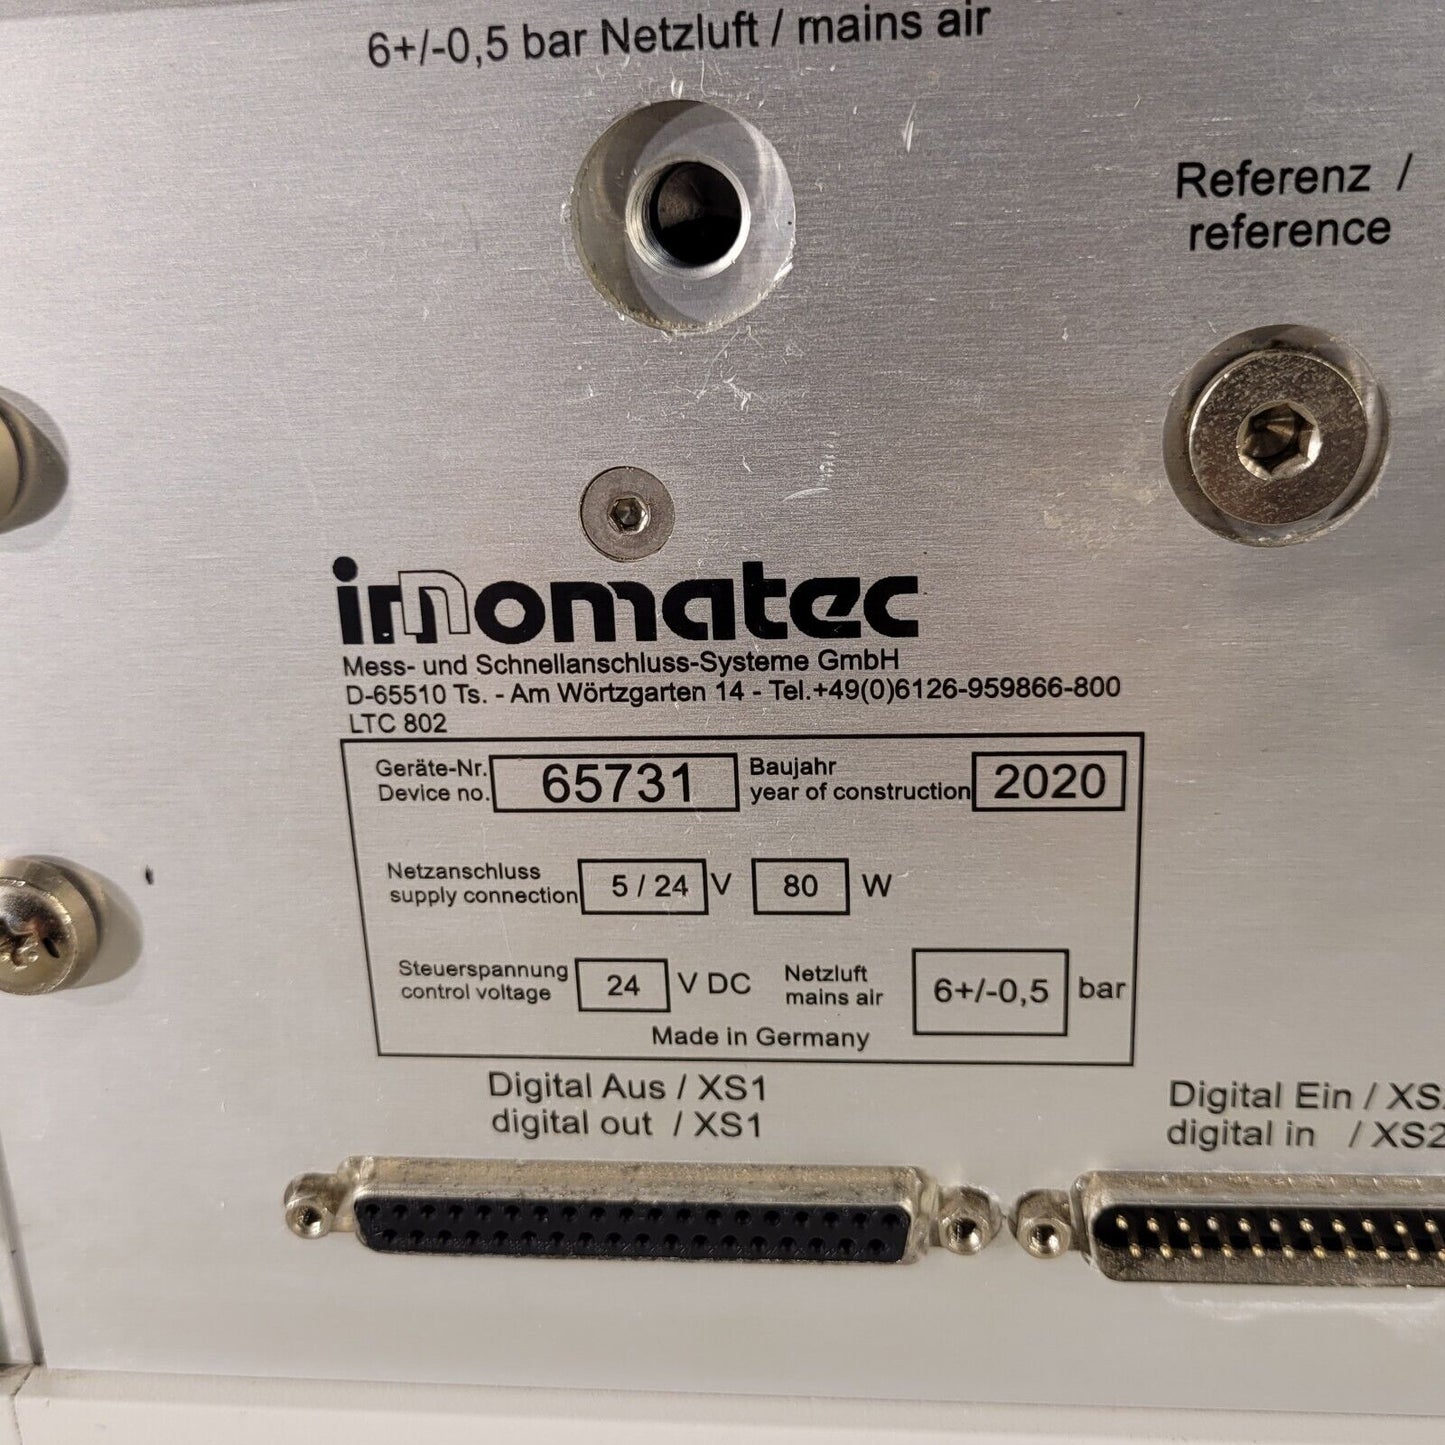 6+/-0,5 bar Netzluft / mains air
Referenz /
reference
innomatec
Mess- und Schnellanschluss-Systeme GmbH
D-65510 Ts. - Am Wörtzgarten 14 - Tel.+49(0)6126-959866-800
LTC 802
Geräte-Nr.
Device no.
65731
Baujahr
year of construction
2020
Netzanschluss
supply connection
5 / 24 V
80 W
Steuerspannung
control voltage
24 V DC
Netzluft
mains air
6+/-0,5 bar
Made in Germany
Digital Aus / XS1
digital out / XS1
Digital Ein /
digital in / XS2